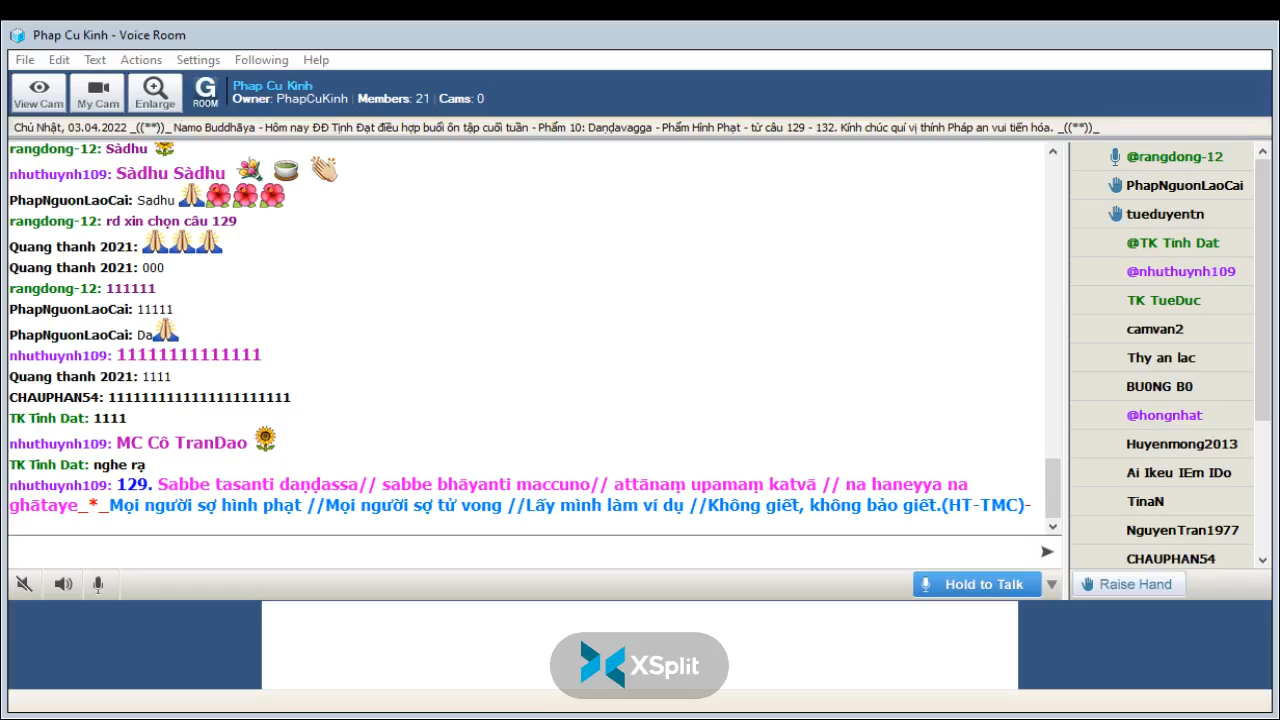 Phap Cu Kinh - Voice Room
File Edit Text Actions Settings Following Help
View Cam
My Cam
Enlarge
G
ROOM
Phap Cu Kinh
Owner: PhapCuKinh | Members: 21 | Cams: 0
Chủ Nhật, 03.04.2022 _((**))_ Namo Buddhāya - Hôm nay ĐĐ Tịnh Đạt điều hợp buổi ôn tập cuối tuần - Phẩm 10: Daṇḍavagga - Phẩm Hình Phạt - từ câu 129 - 132. Kính chúc quí vị thính Pháp an vui tiến hóa. _((**))_
rangdong-12: Sàdhu
nhuthuynh109: Sàdhu Sàdhu
PhapNguonLaoCai: Sadhu
rangdong-12: rd xin chọn câu 129
Quang thanh 2021:
Quang thanh 2021: 000
rangdong-12: 111111
PhapNguonLaoCai: 11111
PhapNguonLaoCai: Da
nhuthuynh109: 11111111111111
Quang thanh 2021: 1111
CHAUPHAN54: 1111111111111111111111
TK Tinh Dat: 1111
nhuthuynh109: MC Cô TranDao
TK Tinh Dat: nghe rạ
nhuthuynh109: 129. Sabbe tasanti daṇḍassa// sabbe bhāyanti maccuno// attānaṃ upamaṃ katvā // na haneyya na
ghātaye_*_Mọi người sợ hình phạt //Mọi người sợ tử vong //Lấy mình làm ví dụ //Không giết, không bảo giết.(HT-TMC)-
@rangdong-12
PhapNguonLaoCai
tueduyentn
@TK Tinh Dat
@nhuthuynh109
TK TueDuc
camvan2
Thy an lac
BU0NG B0
@hongnhat
Huyenmong2013
Ai Ikeu IEm IDo
TinaN
NguyenTran1977
CHAUPHAN54
Hold to Talk
Raise Hand
XSplit